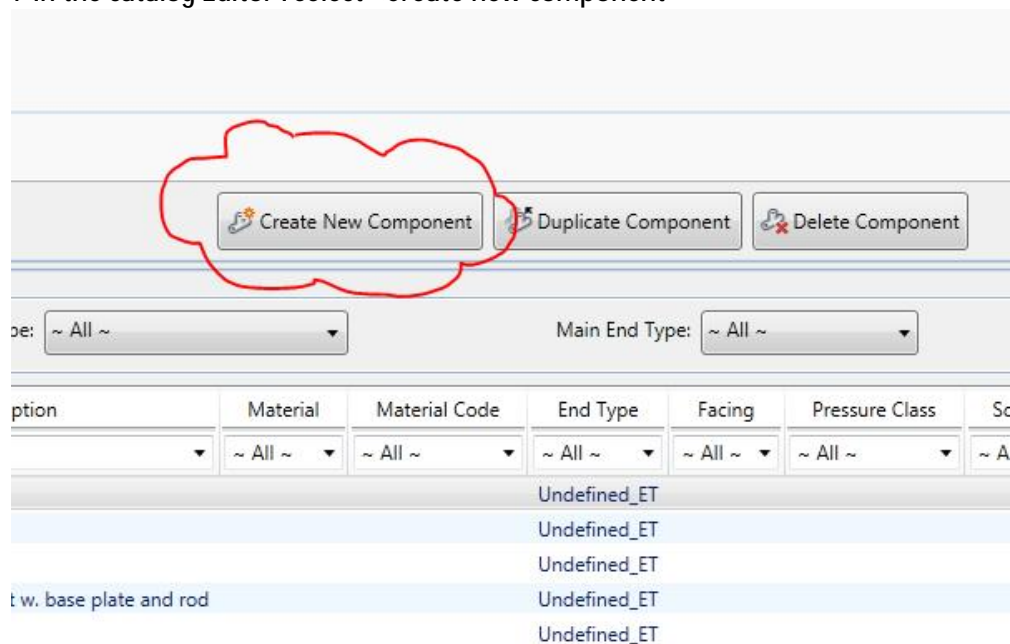 Create New Component Duplicate Component Delete Component
~ All ~ Main End Type: ~ All ~
Material Material Code End Type Facing Pressure Class
~ All ~ ~ All ~ ~ All ~ ~ All ~ ~ All ~
Undefined_ET
Undefined_ET
Undefined_ET
w. base plate and rod Undefined_ET
Undefined_ET